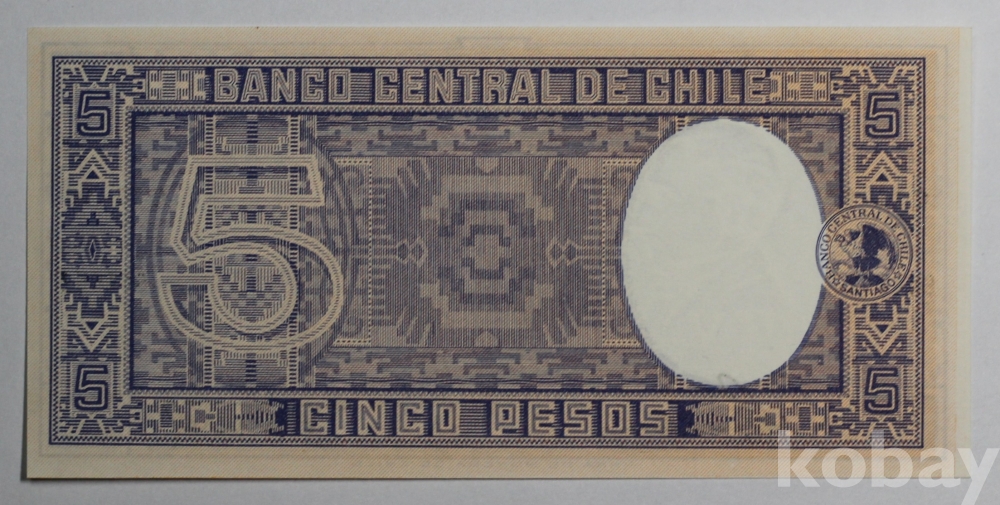 BANCO CENTRAL DE CHILE
5 5
5
BANCO CENTRAL DE CHILE
SANTIAGO
5 5
CINCO PESOS
kobay